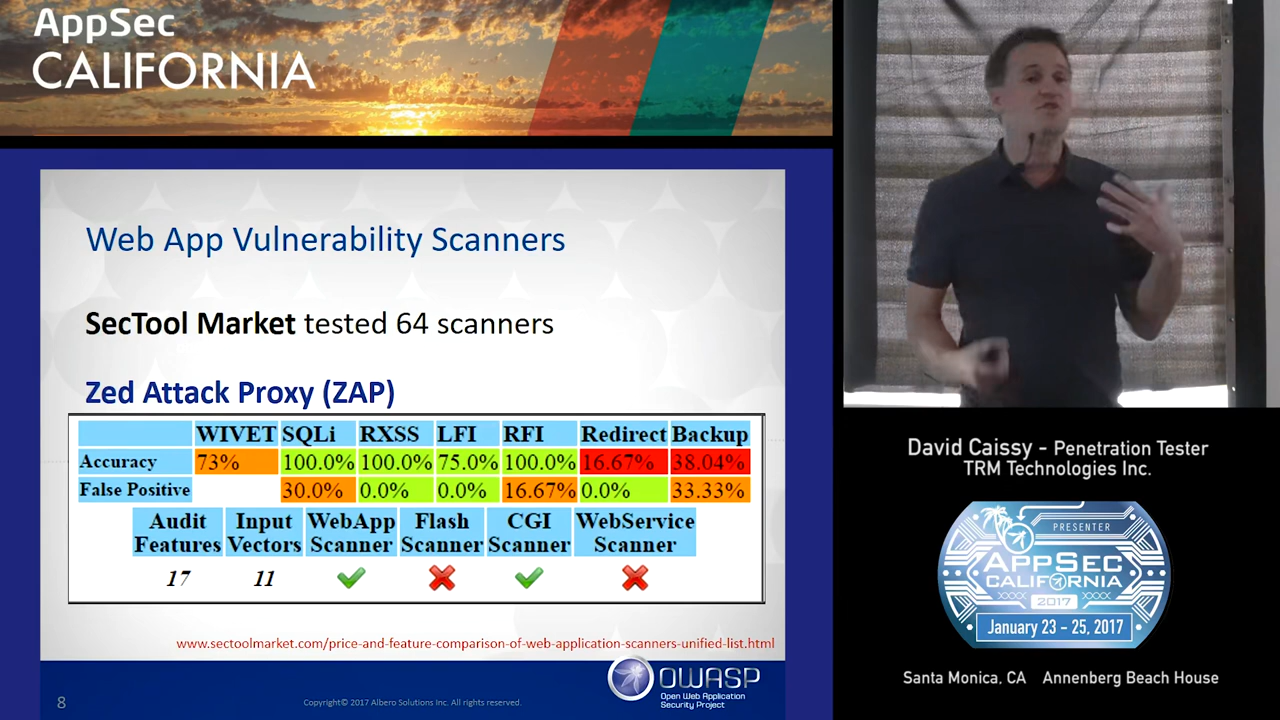 AppSec
CALIFORNIA
Web App Vulnerability Scanners
SecTool Market tested 64 scanners
Zed Attack Proxy (ZAP)
WIVET SQLi RXSS LFI RFI Redirect Backup
Accuracy 73% 100.0% 100.0% 75.0% 100.0% 16.67% 38.04%
False Positive 30.0% 0.0% 0.0% 16.67% 0.0% 33.33%
Audit Features Input Vectors WebApp Scanner Flash Scanner CGI Scanner WebService Scanner
17 11
www.sectoolmarket.com/price-and-feature-comparison-of-web-application-scanners-unified-list.html
8
Copyright© 2017 Albero Solutions Inc. All rights reserved.
OWASP
Open Web Application
Security Project
David Caissy - Penetration Tester
TRM Technologies Inc.
PRESENTER
APPSEC
CALIFORNIA
2017
January 23 - 25, 2017
Santa Monica, CA Annenberg Beach House